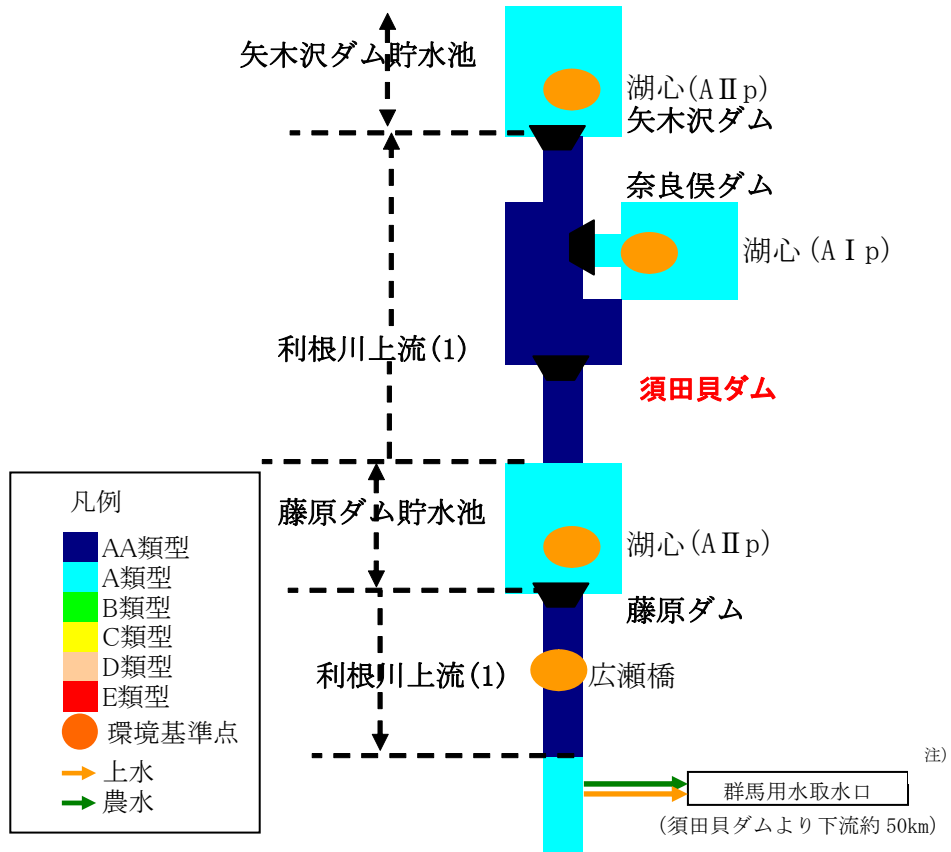 矢木沢ダム貯水池
湖心(AⅡp)
矢木沢ダム
奈良俣ダム
湖心(AⅠp)
利根川上流(1)
須田貝ダム
藤原ダム貯水池
湖心(AⅡp)
藤原ダム
利根川上流(1)
広瀬橋
凡例
AA類型
A類型
B類型
C類型
D類型
E類型
環境基準点
上水
農水
注)
群馬用水取水口
(須田貝ダムより下流約50km)